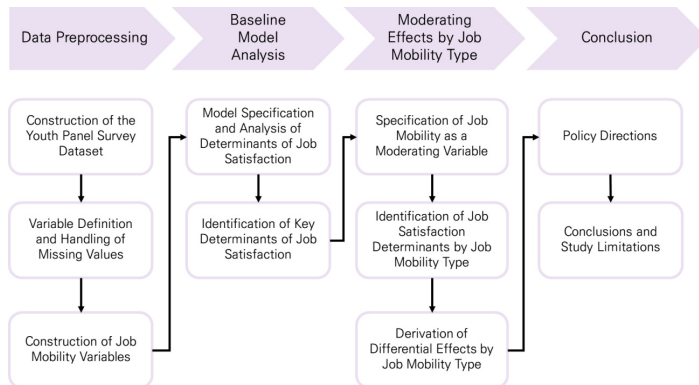 Data Preprocessing
Baseline
Model
Analysis
Moderating
Effects by Job
Mobility Type
Conclusion
Construction of the
Youth Panel Survey
Dataset
Variable Definition
and Handling of
Missing Values
Construction of Job
Mobility Variables
Model Specification
and Analysis of
Determinants of Job
Satisfaction
Identification of Key
Determinants of Job
Satisfaction
Specification of Job
Mobility as a
Moderating Variable
Identification of Job
Satisfaction
Determinants by Job
Mobility Type
Derivation of
Differential Effects by
Job Mobility Type
Policy Directions
Conclusions and
Study Limitations